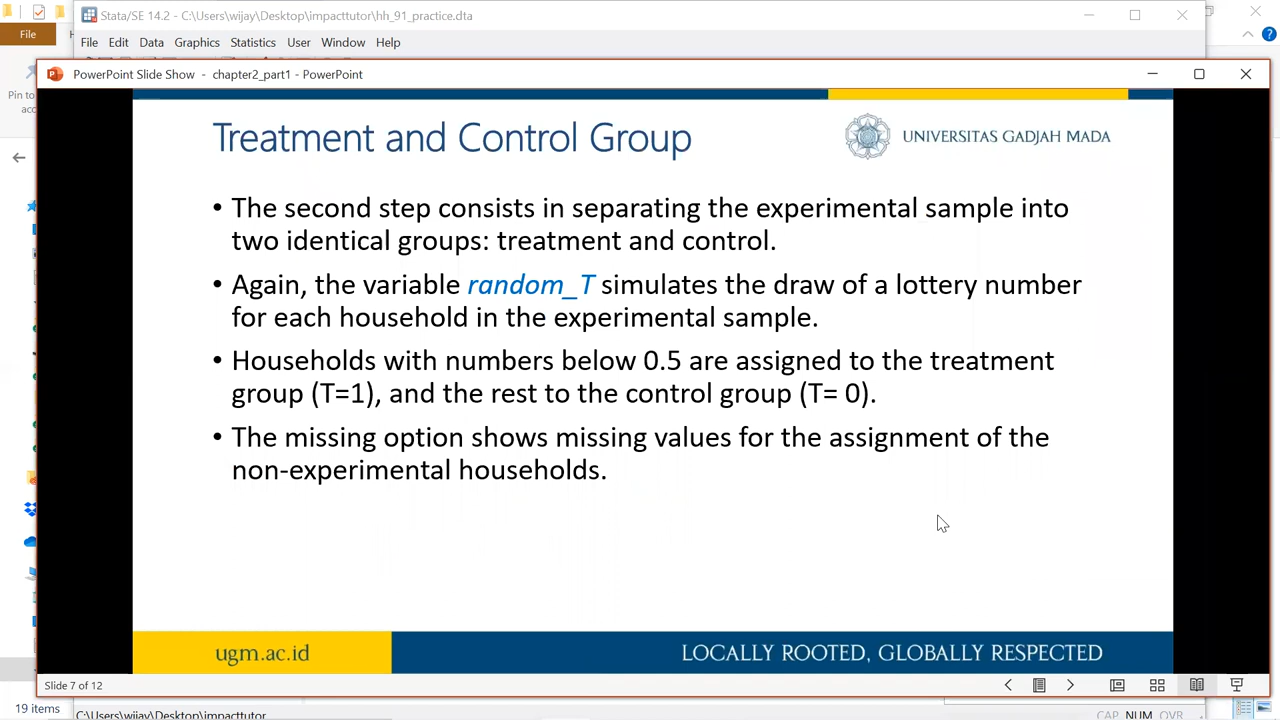 File
Stata/SE 14.2 - C:\Users\wijay\Desktop\impacttutor\hh_91_practice.dta
File Edit Data Graphics Statistics User Window Help
PowerPoint Slide Show - chapter2_part1 - PowerPoint
Pin to
Treatment and Control Group
UNIVERSITAS GADJAH MADA
• The second step consists in separating the experimental sample into
two identical groups: treatment and control.
• Again, the variable random_T simulates the draw of a lottery number
for each household in the experimental sample.
• Households with numbers below 0.5 are assigned to the treatment
group (T=1), and the rest to the control group (T= 0).
• The missing option shows missing values for the assignment of the
non-experimental households.
ugm.ac.id
LOCALLY ROOTED, GLOBALLY RESPECTED
Slide 7 of 12
19 items
C:\Users\wijay\Desktop\impacttutor
CAP NUM OVR